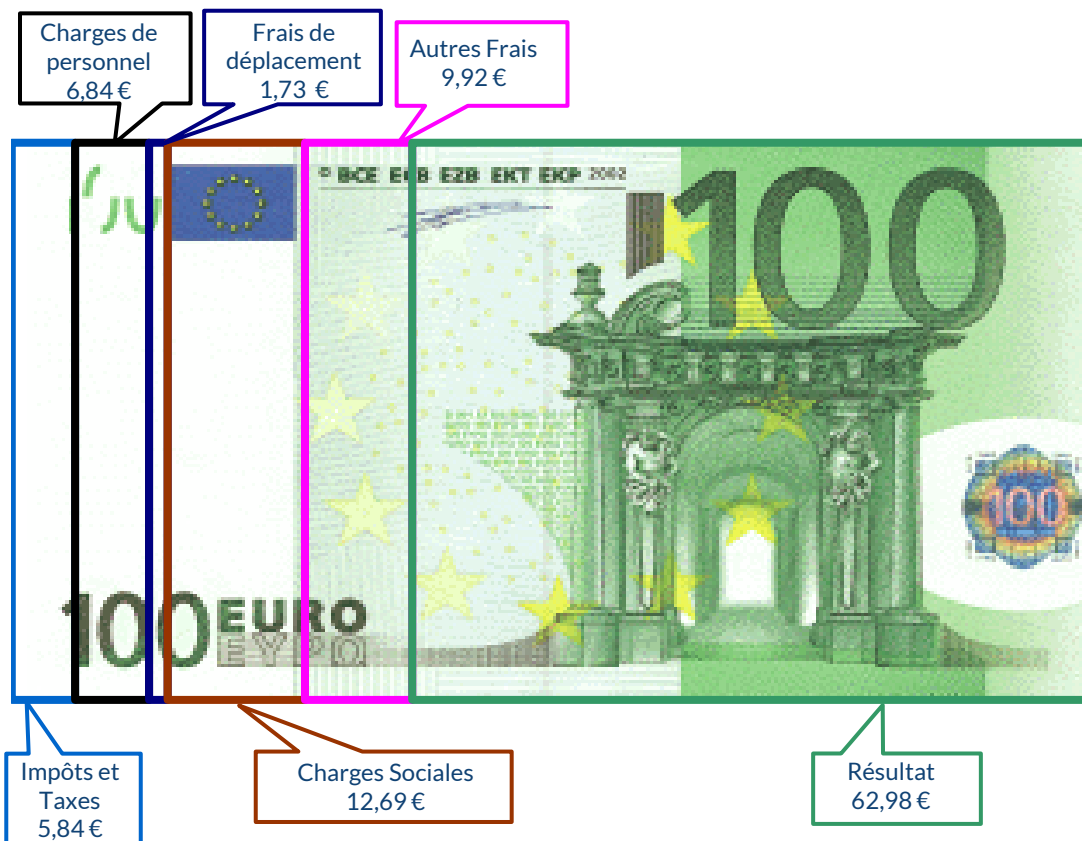 Charges de
personnel
6,84 €
Frais de
déplacement
1,73 €
Autres Frais
9,92 €
© BCE ECB EZB EKT EKP 2002
100
100
100 EURO
ΕΥΡΩ
Impôts et
Taxes
5,84 €
Charges Sociales
12,69 €
Résultat
62,98 €